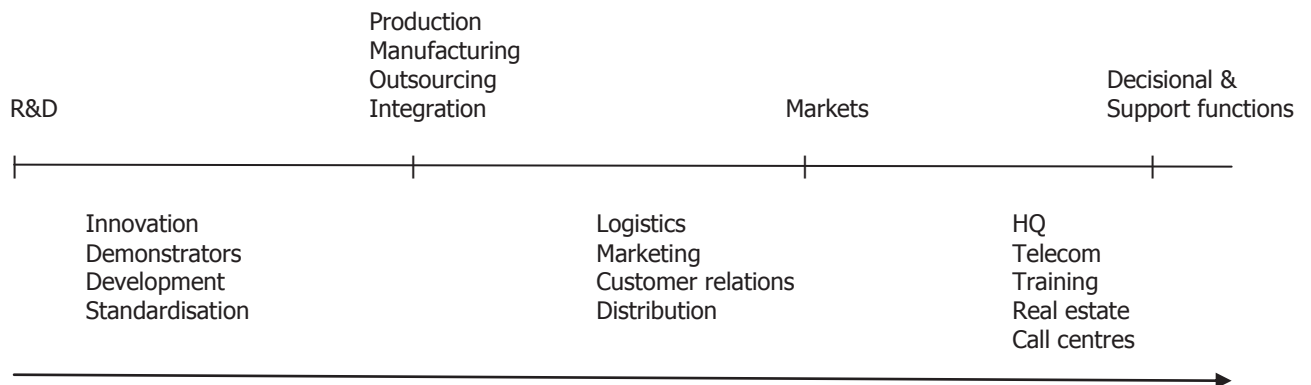 R&D
Production
Manufacturing
Outsourcing
Integration
Markets
Decisional &
Support functions
Innovation
Demonstrators
Development
Standardisation
Logistics
Marketing
Customer relations
Distribution
HQ
Telecom
Training
Real estate
Call centres